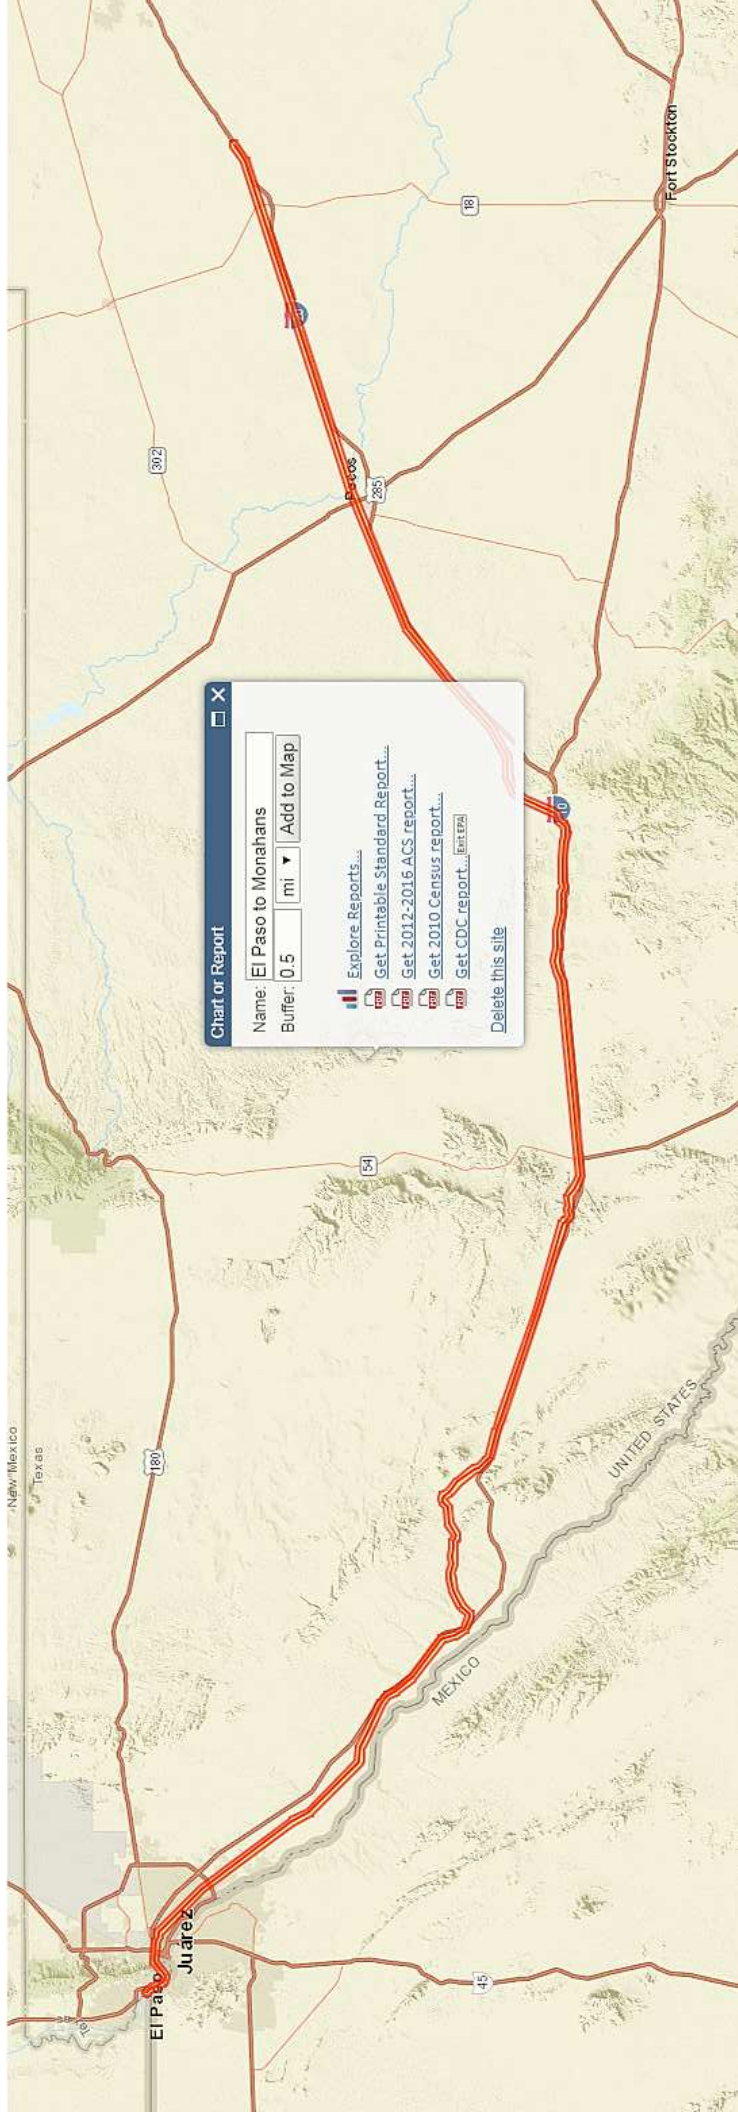 New Mexico
Texas
180
302
54
18
285
10
45
El Paso
Juárez
Pecos
Fort Stockton
MEXICO
UNITED STATES
Chart or Report
Name: El Paso to Monahans
Buffer: 0.5 mi Add to Map
Explore Reports...
Get Printable Standard Report...
Get 2012-2016 ACS report...
Get 2010 Census report...
Get CDC report... Exit EPA
Delete this site